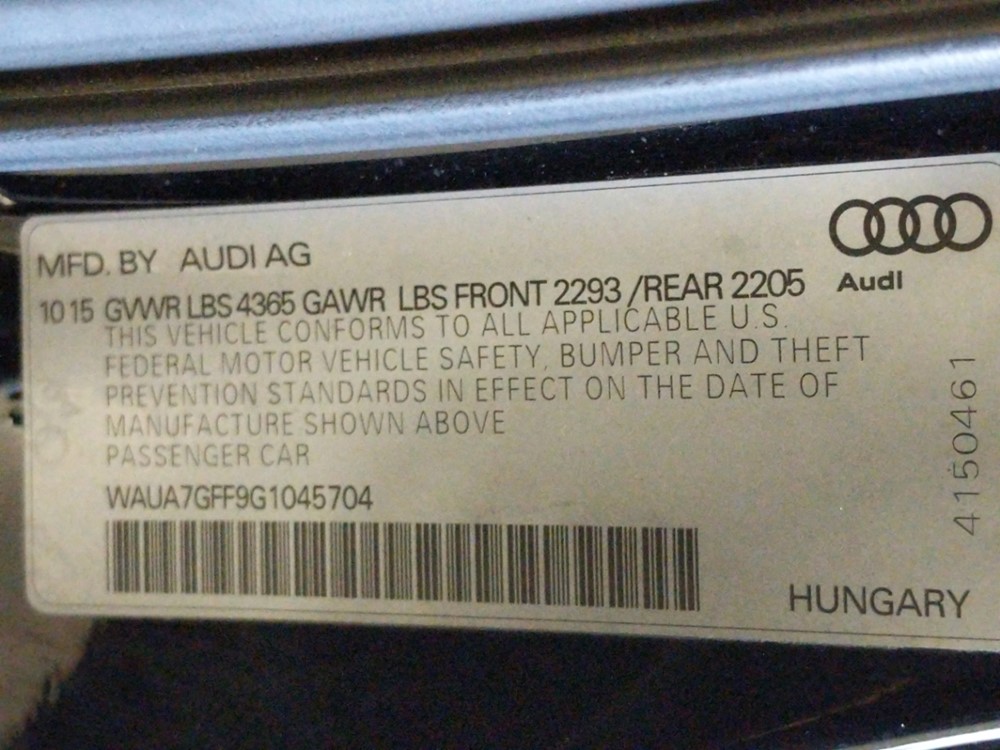 MFD. BY AUDI AG
Audi
10 15 GVWR LBS 4365 GAWR LBS FRONT 2293 /REAR 2205
THIS VEHICLE CONFORMS TO ALL APPLICABLE U.S.
FEDERAL MOTOR VEHICLE SAFETY, BUMPER AND THEFT
PREVENTION STANDARDS IN EFFECT ON THE DATE OF
MANUFACTURE SHOWN ABOVE
PASSENGER CAR
WAUA7GFF9G1045704
4150461
HUNGARY